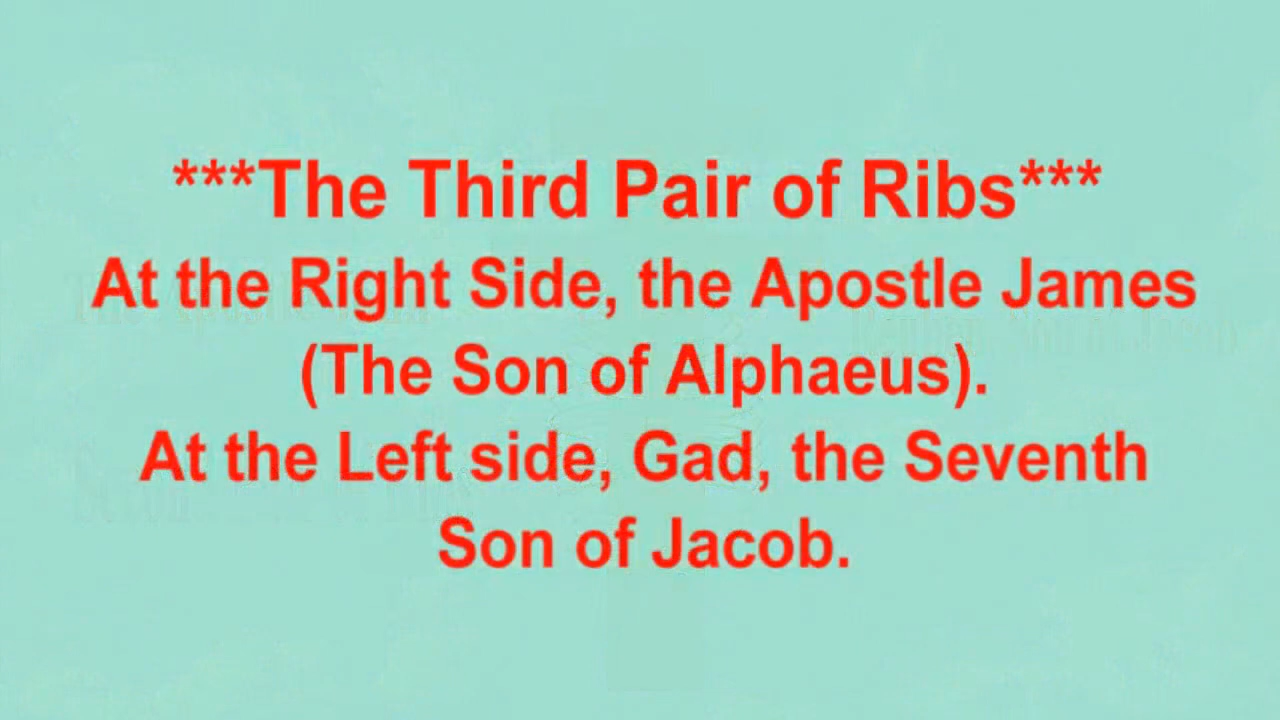 ***The Third Pair of Ribs***
At the Right Side, the Apostle James
(The Son of Alphaeus).
At the Left side, Gad, the Seventh
Son of Jacob.